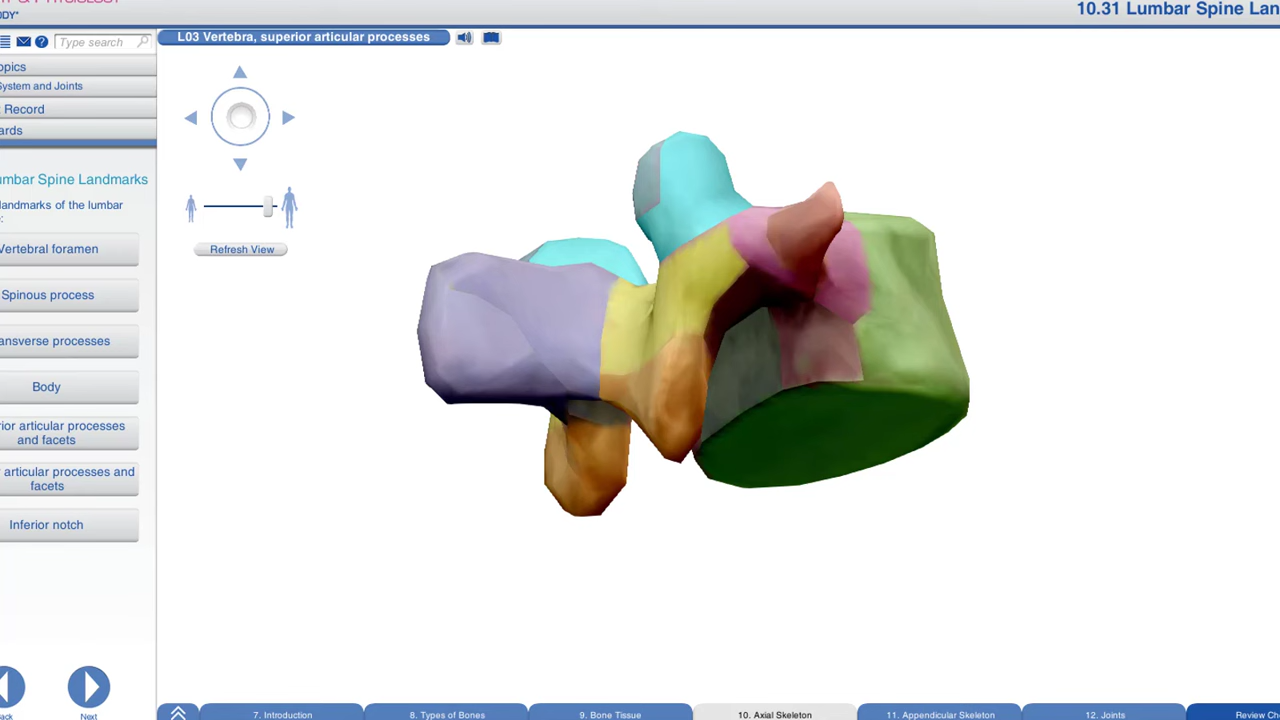 10.31 Lumbar Spine Lan
ODY*
Type search
L03 Vertebra, superior articular processes
opics
System and Joints
t Record
ards
umbar Spine Landmarks
landmarks of the lumbar
e:
Vertebral foramen
Spinous process
ansverse processes
Body
rior articular processes
and facets
r articular processes and
facets
Inferior notch
Refresh View
ack
Next
7. Introduction
8. Types of Bones
9. Bone Tissue
10. Axial Skeleton
11. Appendicular Skeleton
12. Joints
Review Ch